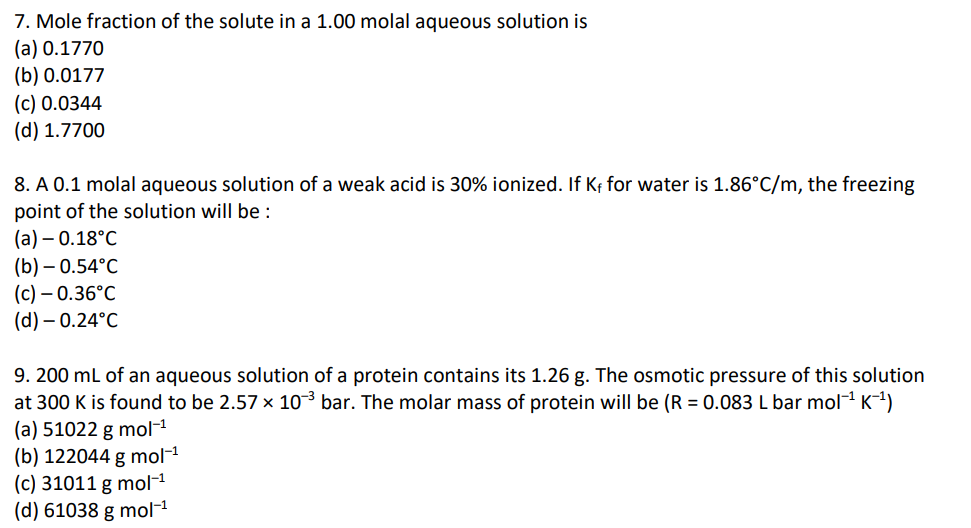 7. Mole fraction of the solute in a 1.00 molal aqueous solution is
(a) 0.1770
(b) 0.0177
(c) 0.0344
(d) 1.7700
8. A 0.1 molal aqueous solution of a weak acid is 30% ionized. If Kf for water is 1.86°C/m, the freezing
point of the solution will be :
(a) – 0.18°C
(b) – 0.54°C
(c) – 0.36°C
(d) – 0.24°C
9. 200 mL of an aqueous solution of a protein contains its 1.26 g. The osmotic pressure of this solution
at 300 K is found to be 2.57 × 10⁻³ bar. The molar mass of protein will be (R = 0.083 L bar mol⁻¹ K⁻¹)
(a) 51022 g mol⁻¹
(b) 122044 g mol⁻¹
(c) 31011 g mol⁻¹
(d) 61038 g mol⁻¹